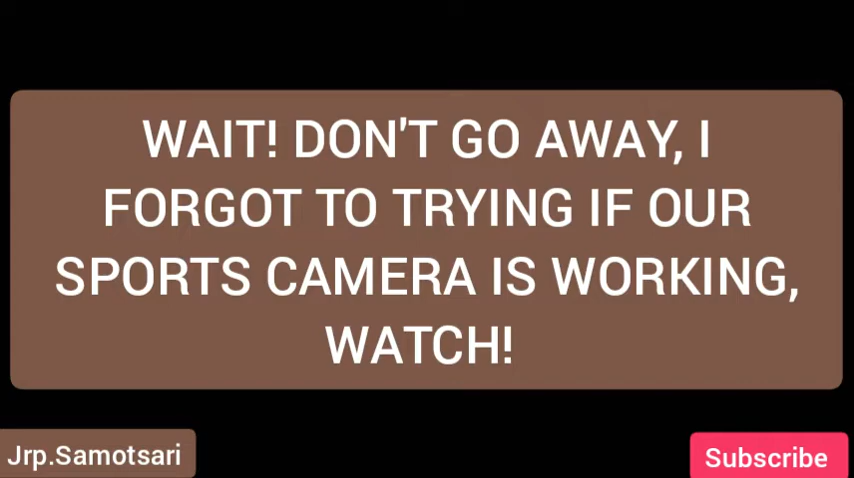 WAIT! DON'T GO AWAY, I
FORGOT TO TRYING IF OUR
SPORTS CAMERA IS WORKING,
WATCH!
Jrp.Samotsari
Subscribe